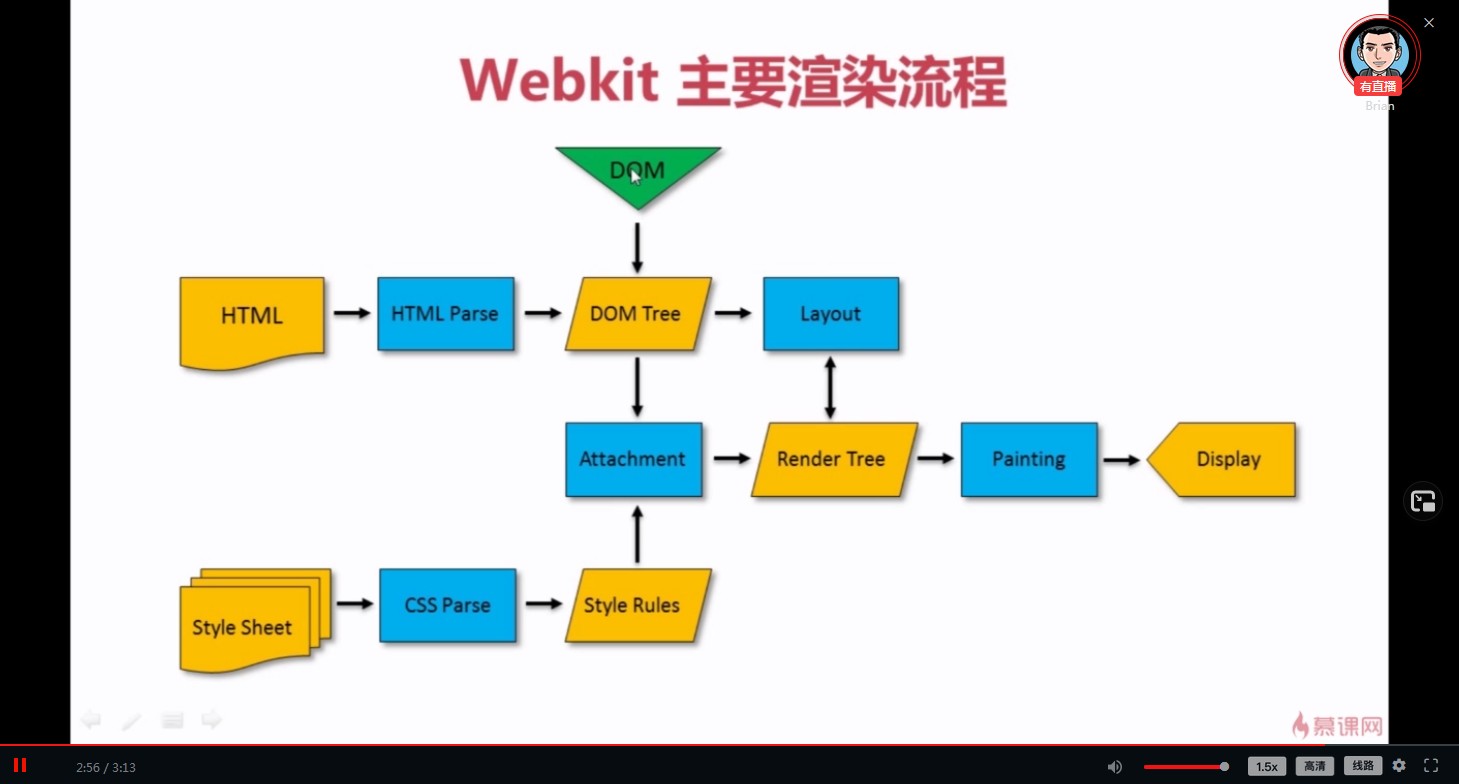 Webkit 主要渲染流程
有直播
Brian
DOM
HTML
HTML Parse
DOM Tree
Layout
Attachment
Render Tree
Painting
Display
Style Sheet
CSS Parse
Style Rules
慕课网
2:56 / 3:13
1.5x
高清
线路